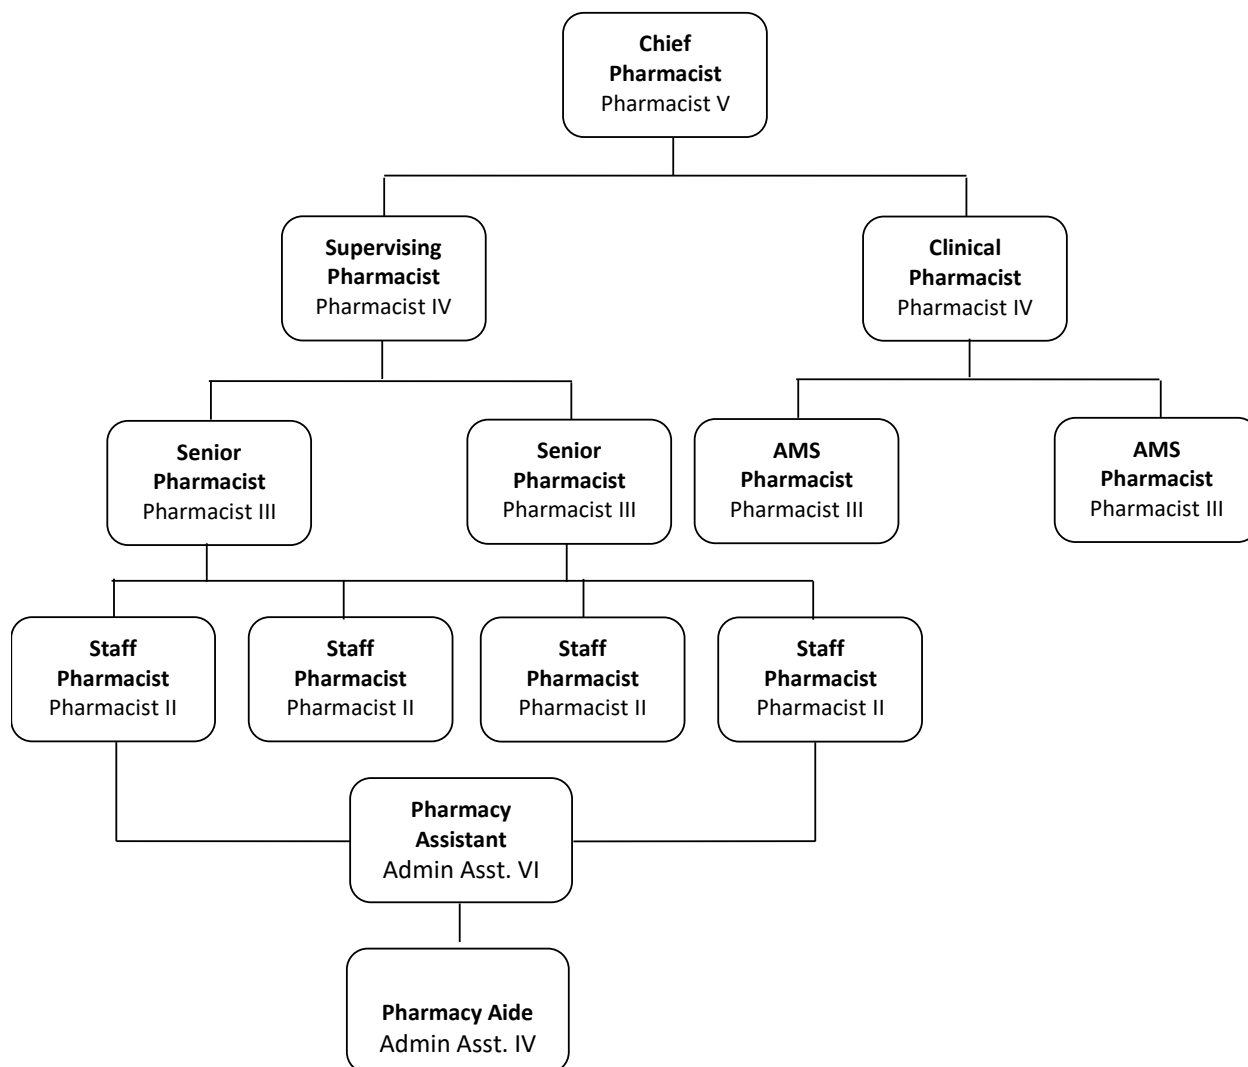 Chief
Pharmacist
Pharmacist V
Supervising
Pharmacist
Pharmacist IV
Clinical
Pharmacist
Pharmacist IV
Senior
Pharmacist
Pharmacist III
Senior
Pharmacist
Pharmacist III
AMS
Pharmacist
Pharmacist III
AMS
Pharmacist
Pharmacist III
Staff
Pharmacist
Pharmacist II
Staff
Pharmacist
Pharmacist II
Staff
Pharmacist
Pharmacist II
Staff
Pharmacist
Pharmacist II
Pharmacy
Assistant
Admin Asst. VI
Pharmacy Aide
Admin Asst. IV